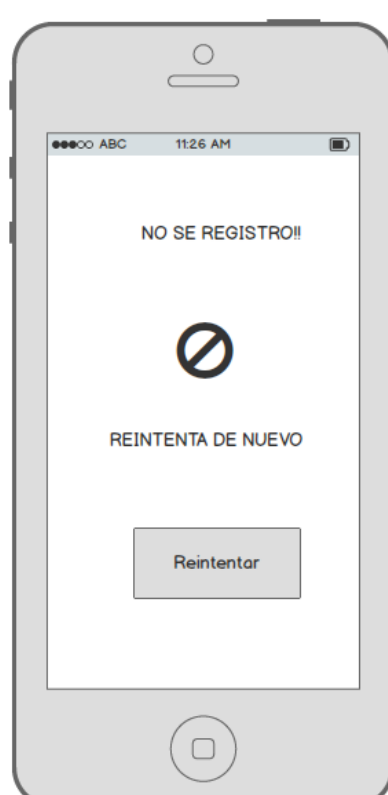 ABC 11:26 AM
NO SE REGISTRO!!
REINTENTA DE NUEVO
Reintentar